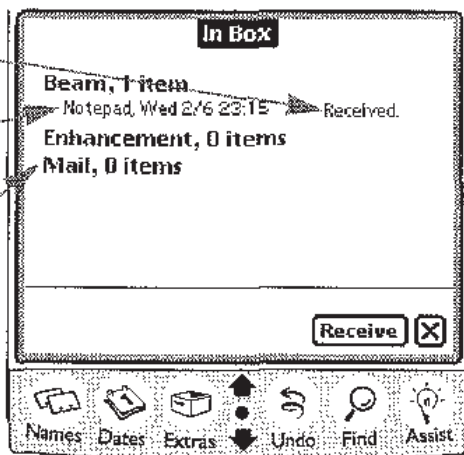 In Box
Beam, 1 item
Notepad, Wed 2/6 23:15 Received.
Enhancement, 0 items
Mail, 0 items
Receive
Names Dates Extras Undo Find Assist